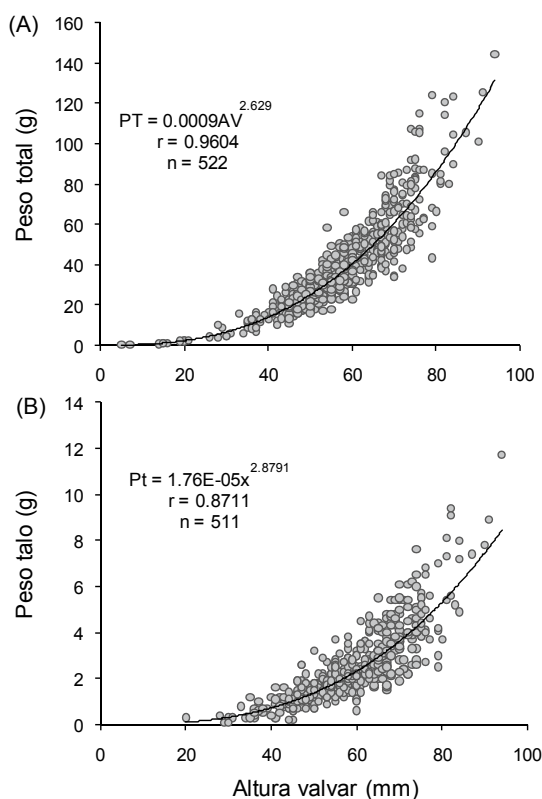 (A)
160
140
120
100
80
60
40
20
0
Peso total (g)
PT = 0.0009AV^2.629
r = 0.9604
n = 522
0 20 40 60 80 100
(B)
14
12
10
8
6
4
2
0
Peso talo (g)
Pt = 1.76E-05x^2.8791
r = 0.8711
n = 511
0 20 40 60 80 100
Altura valvar (mm)